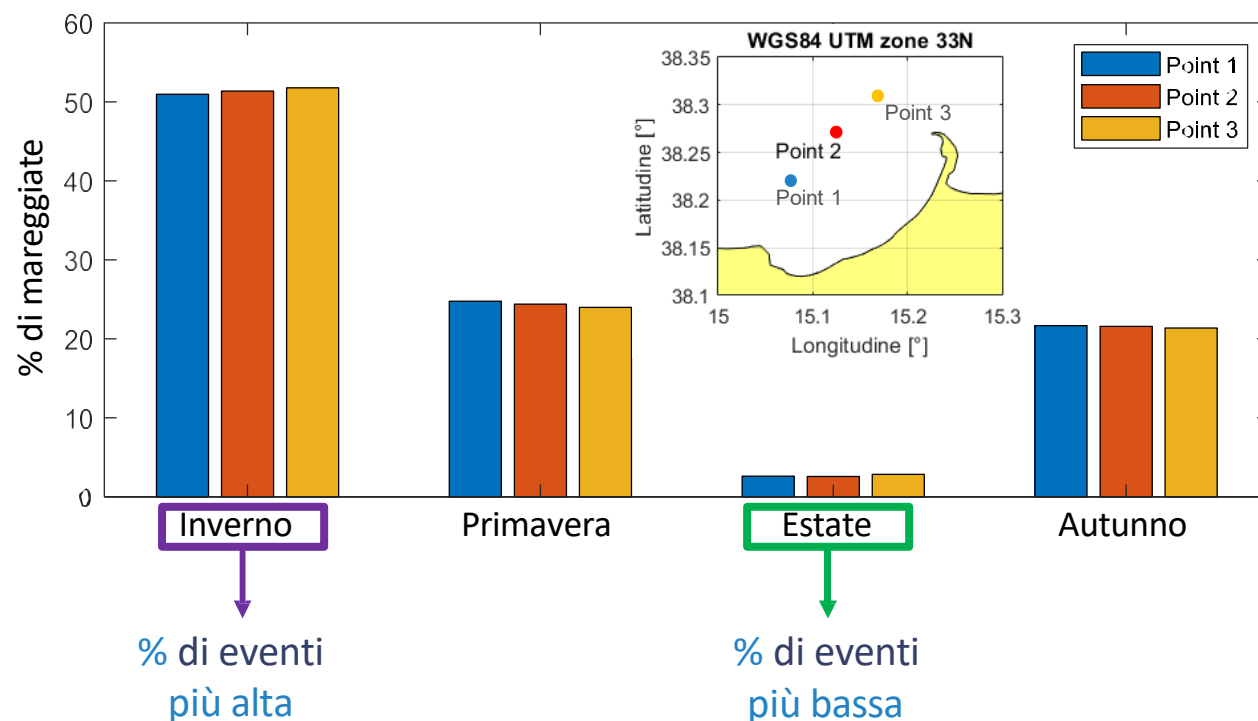 60
50
40
30
20
10
0
% di mareggiate
WGS84 UTM zone 33N
38.35
38.3
38.25
38.2
38.15
38.1
Latitudine [°]
Point 3
Point 2
Point 1
15
15.1
15.2
15.3
Longitudine [°]
Point 1
Point 2
Point 3
Inverno
Primavera
Estate
Autunno
% di eventi
più alta
% di eventi
più bassa